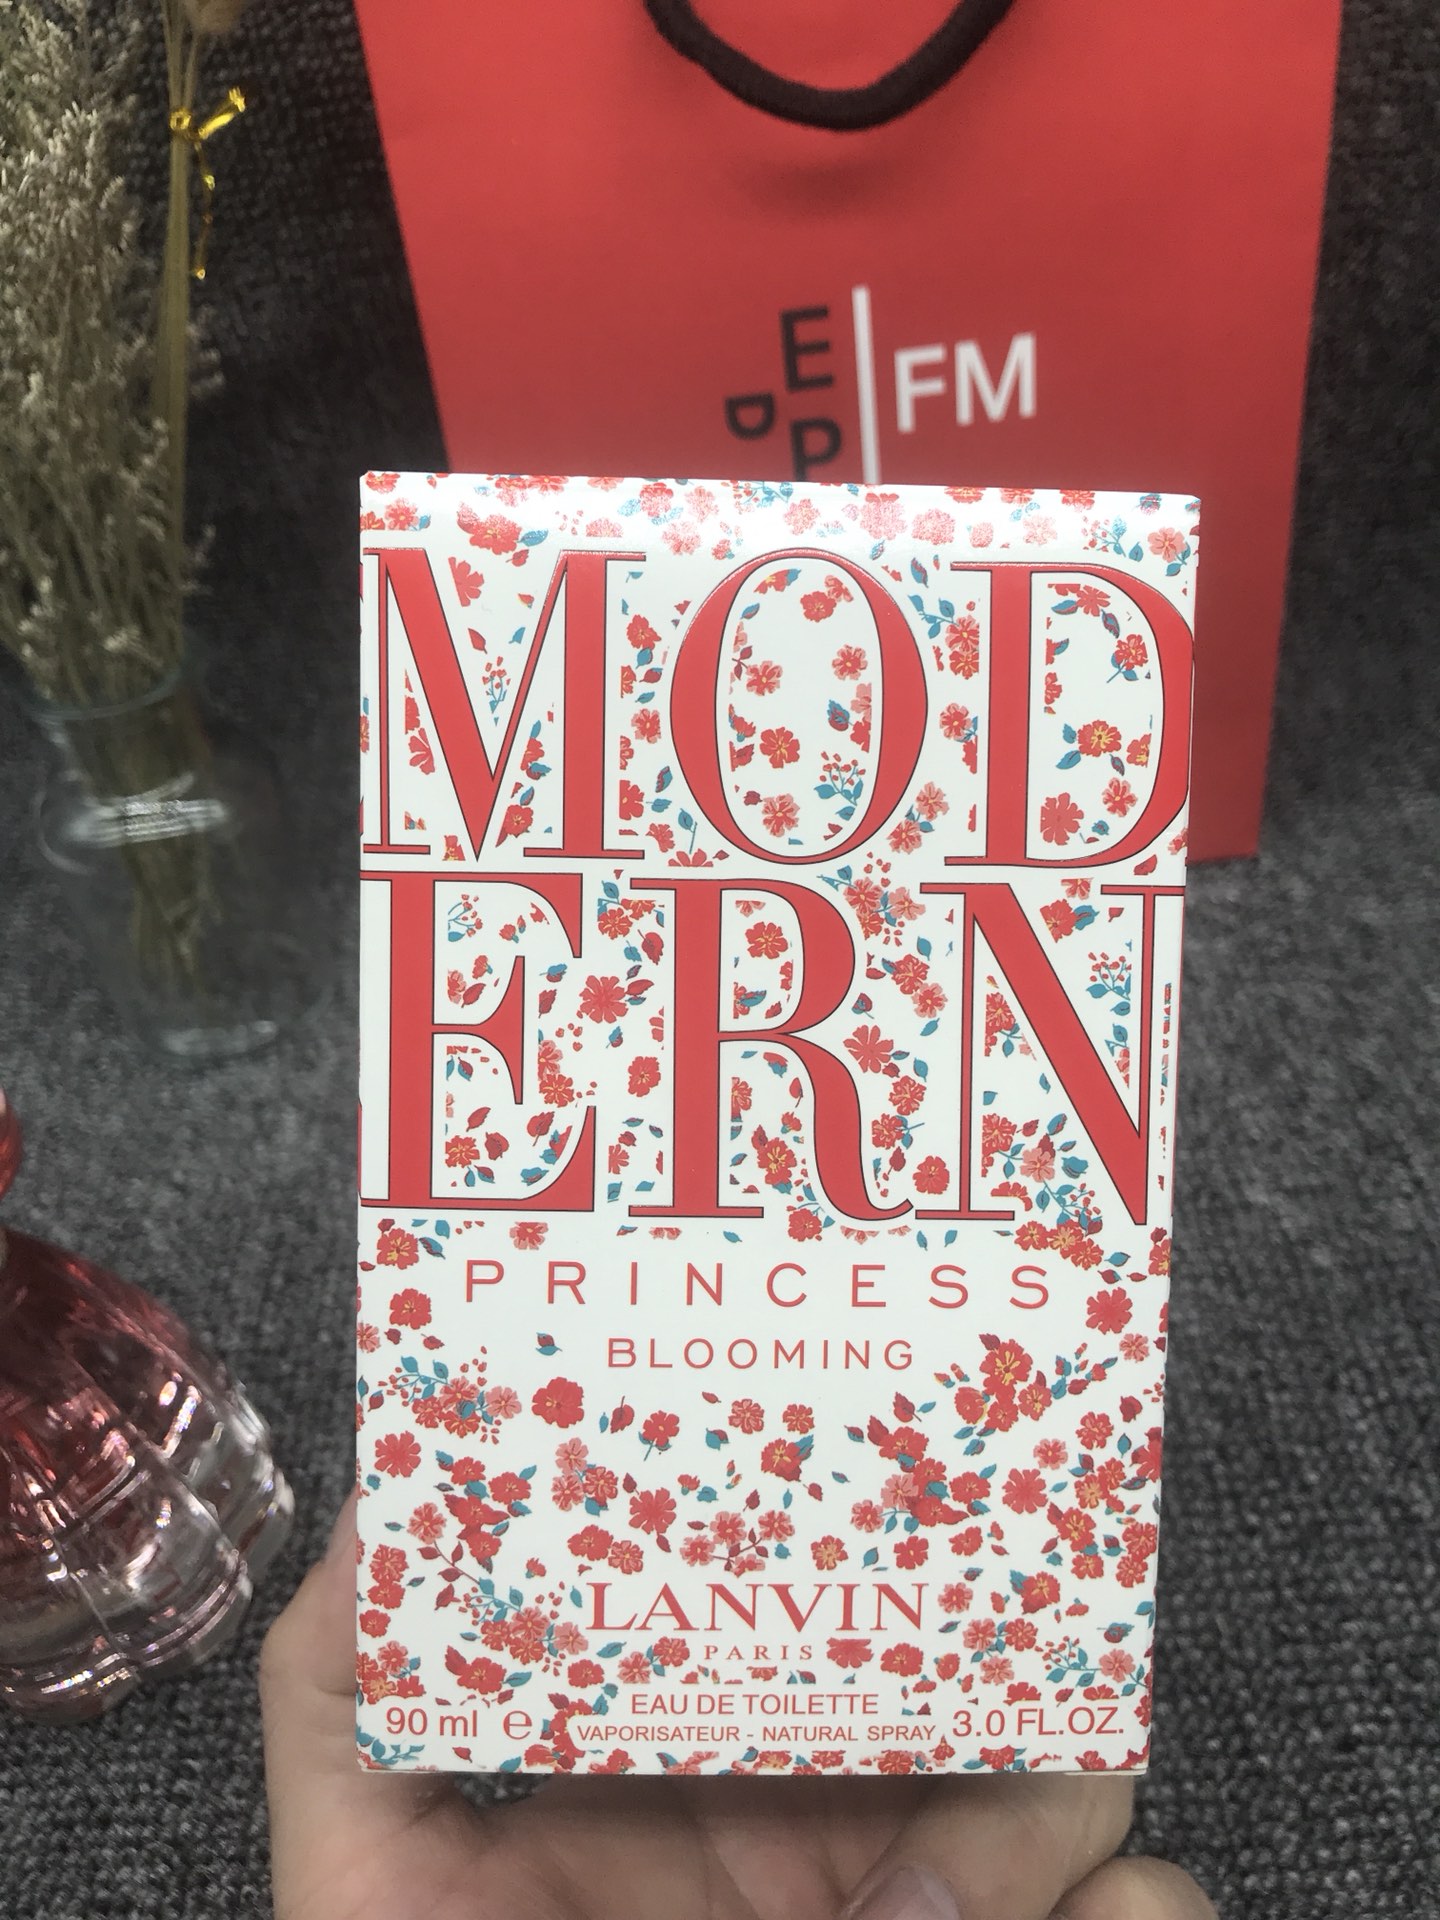 E
FM
D
P
MOD
ERN
PRINCESS
BLOOMING
LANVIN
PARIS
EAU DE TOILETTE
90 ml e VAPORISATEUR - NATURAL SPRAY 3.0 FL.OZ.